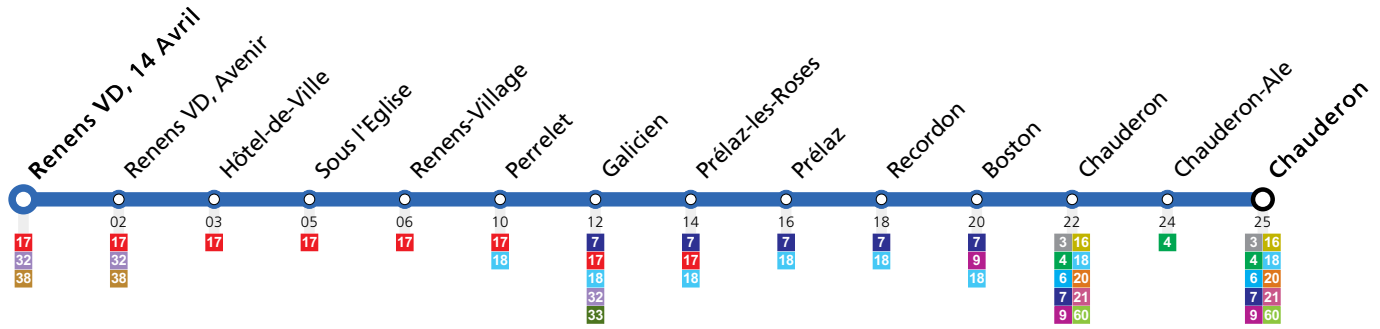 Renens VD, 14 Avril
Renens VD, Avenir
Hôtel-de-Ville
Sous l'Eglise
Renens-Village
Perrelet
Galicien
Prélaz-les-Roses
Prélaz
Recordon
Boston
Chauderon
Chauderon-Ale
Chauderon
02 03 05 06 10 12 14 16 18 20 22 24 25
17 17 17 17 17 17 7 7 7 7 7 3 16 4 3 16
32 32 18 17 17 18 18 9 4 18 4 18
38 38 18 18 18 6 20 6 20
32 7 21 7 21
33 9 60 9 60